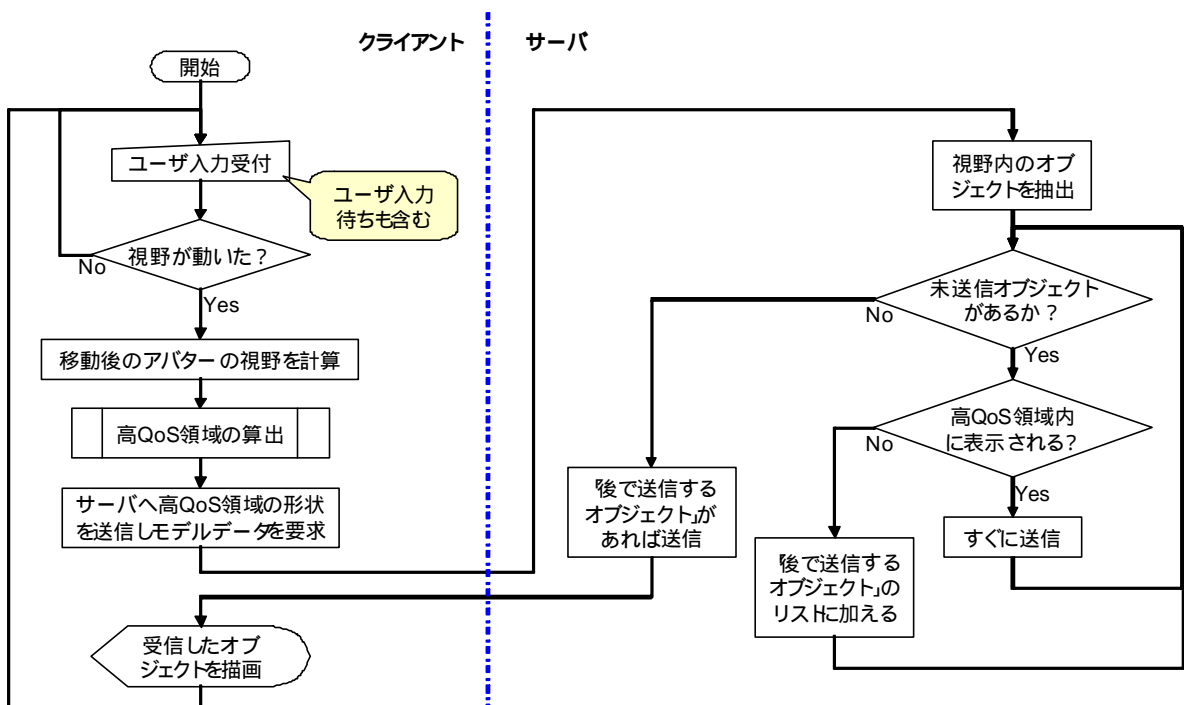 クライアント
サーバ
開始
ユーザ入力受付
ユーザ入力
待ちも含む
視野が動いた？
No
Yes
移動後のアバターの視野を計算
高QoS領域の算出
サーバへ高QoS領域の形状
を送信しモデルデータを要求
受信したオブ
ジェクトを描画
視野内のオブ
ジェクトを抽出
未送信オブジェクト
があるか？
No
Yes
高QoS領域内
に表示される?
No
Yes
すぐに送信
『後で送信する
オブジェクト』が
あれば送信
『後で送信する
オブジェクト』の
リストに加える